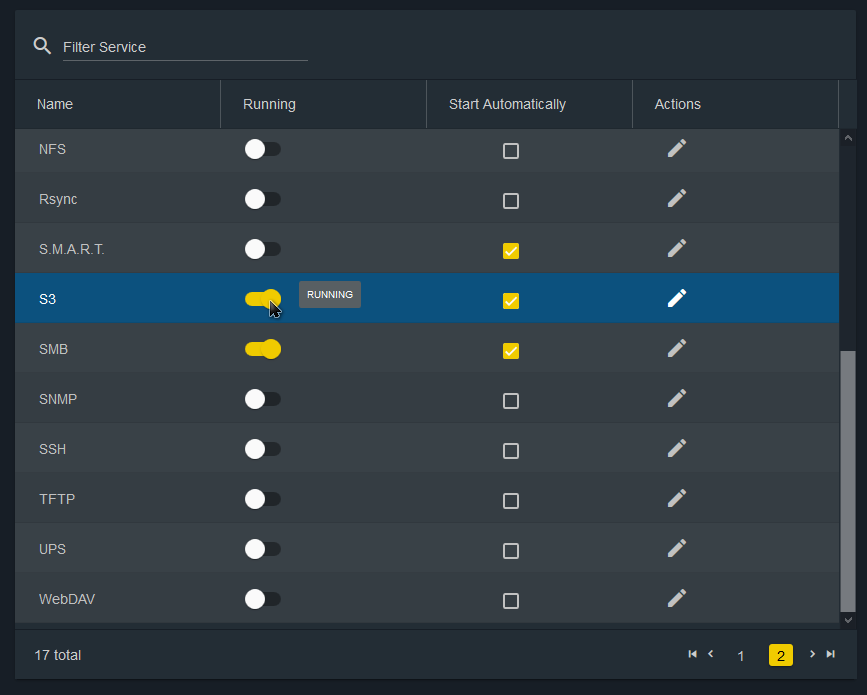 Filter Service
Name Running Start Automatically Actions
NFS
Rsync
S.M.A.R.T.
S3 RUNNING
SMB
SNMP
SSH
TFTP
UPS
WebDAV
17 total 1 2